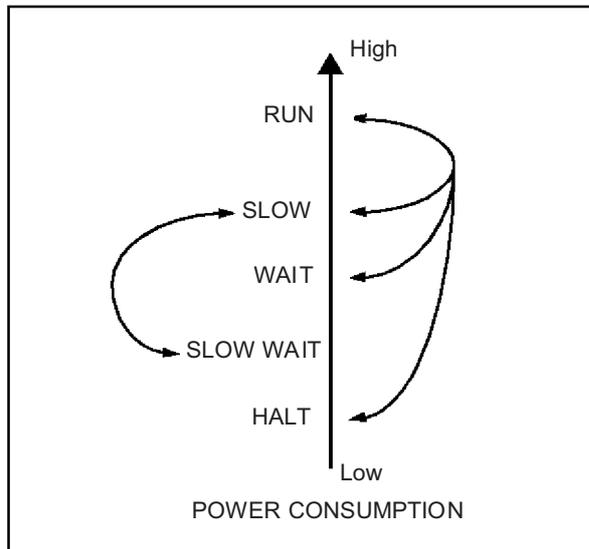 High
RUN
SLOW
WAIT
SLOW WAIT
HALT
Low
POWER CONSUMPTION